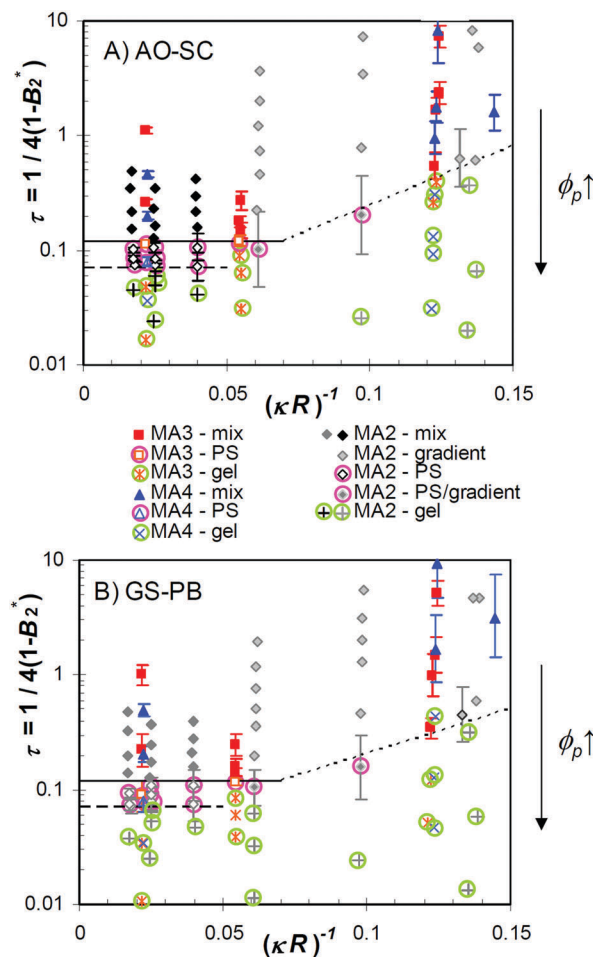 A) AO-SC
τ = 1 / 4(1-B₂*)
10
1
0.1
0.01
0
0.05
0.1
0.15
(κR)⁻¹
ϕₚ↑
MA3 - mix
MA3 - PS
MA3 - gel
MA4 - mix
MA4 - PS
MA4 - gel
MA2 - mix
MA2 - gradient
MA2 - PS
MA2 - PS/gradient
MA2 - gel
B) GS-PB
τ = 1 / 4(1-B₂*)
10
1
0.1
0.01
0.00
0.05
0.10
0.15
(κR)⁻¹
ϕₚ↑